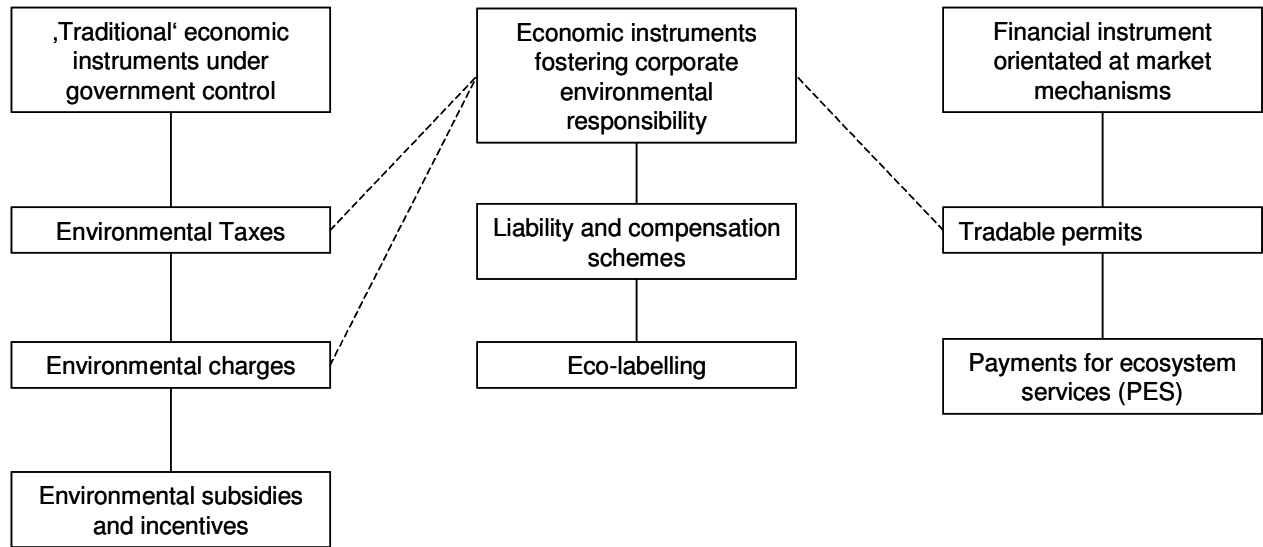 ‚Traditional‘ economic
instruments under
government control
Economic instruments
fostering corporate
environmental
responsibility
Financial instrument
orientated at market
mechanisms
Environmental Taxes
Liability and compensation
schemes
Tradable permits
Environmental charges
Eco-labelling
Payments for ecosystem
services (PES)
Environmental subsidies
and incentives